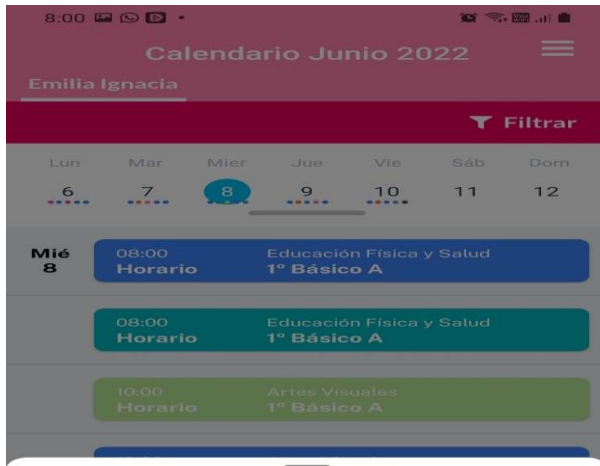 8:00
Calendario Junio 2022
Emilia Ignacia
Filtrar
Lun Mar Mier Jue Vie Sáb Dom
6 7 8 9 10 11 12
Mié 08:00 Educación Física y Salud
8 Horario 1º Básico A
08:00 Educación Física y Salud
Horario 1º Básico A
10:00 Artes Visuales
Horario 1º Básico A